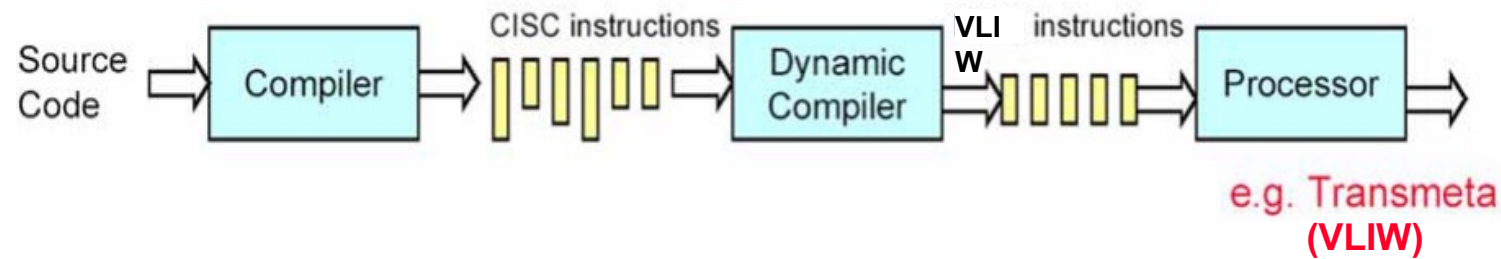 Source
Code
Compiler
CISC instructions
Dynamic
Compiler
VLI
W
instructions
Processor
e.g. Transmeta
(VLIW)